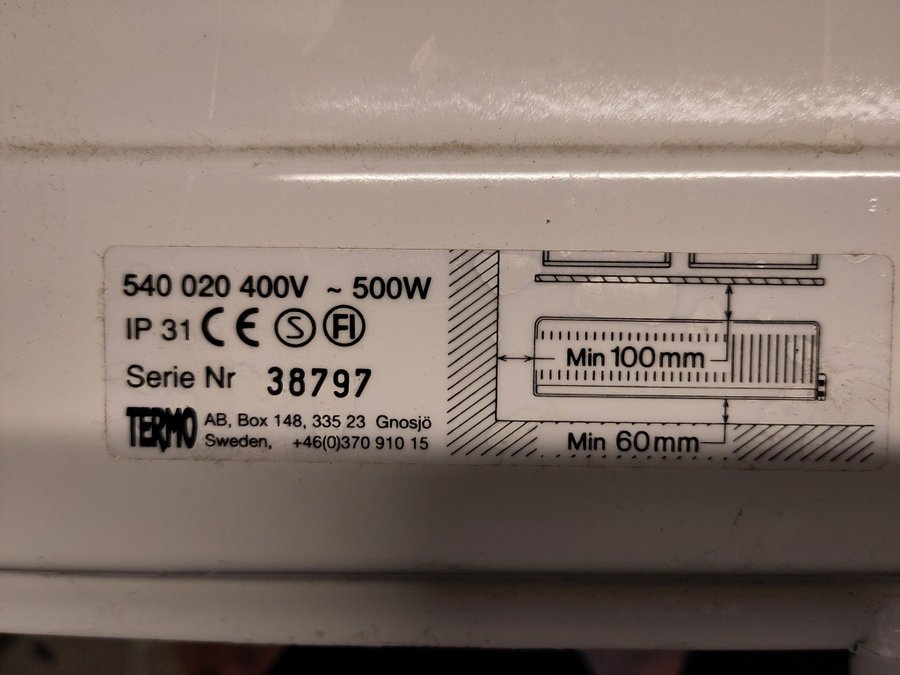 540 020 400V ~ 500W
IP 31 CE S FI
Serie Nr 38797
TERMO AB, Box 148, 335 23 Gnosjö
Sweden, +46(0)370 910 15
Min 100mm
Min 60mm